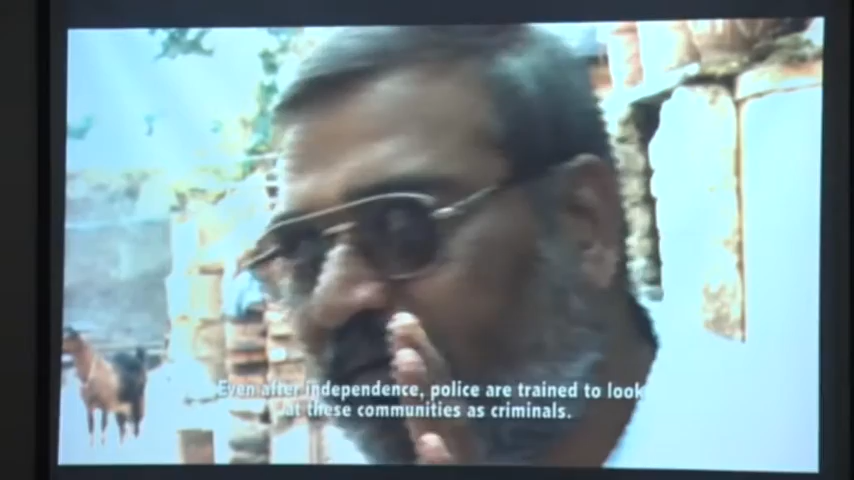 Even after independence, police are trained to look
at these communities as criminals.